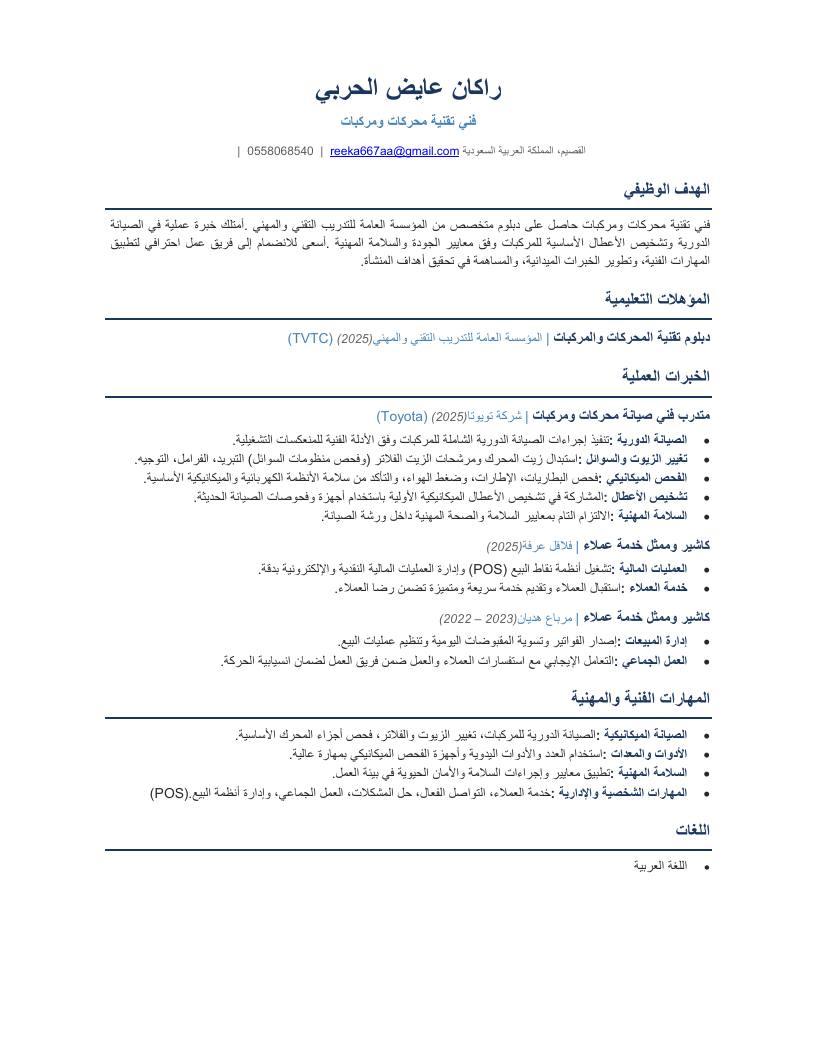 راكان عايض الحربي
فني تقنية محركات ومركبات
القصيم، المملكة العربية السعودية reeka667aa@gmail.com | 0558068540 |
الهدف الوظيفي
فني تقنية محركات ومركبات حاصل على دبلوم متخصص من المؤسسة العامة للتدريب التقني والمهني .أمتلك خبرة عملية في الصيانة
الدورية وتشخيص الأعطال الأساسية للمركبات وفق معايير الجودة والسلامة المهنية .أسعى للانضمام إلى فريق عمل احترافي لتطبيق
المهارات الفنية، وتطوير الخبرات الميدانية، والمساهمة في تحقيق أهداف المنشأة.
المؤهلات التعليمية
دبلوم تقنية المحركات والمركبات | المؤسسة العامة للتدريب التقني والمهني(2025) (TVTC)
الخبرات العملية
متدرب فني صيانة محركات ومركبات | شركة تويوتا(2025) (Toyota)
• الصيانة الدورية :تنفيذ إجراءات الصيانة الدورية الشاملة للمركبات وفق الأدلة الفنية للمنعكسات التشغيلية.
• تغيير الزيوت والسوائل :استبدال زيت المحرك ومرشحات الزيت الفلاتر (وفحص منظومات السوائل) التبريد، الفرامل، التوجيه.
• الفحص الميكانيكي :فحص البطاريات، الإطارات، وضغط الهواء، والتأكد من سلامة الأنظمة الكهربائية والميكانيكية الأساسية.
• تشخيص الأعطال :المشاركة في تشخيص الأعطال الميكانيكية الأولية باستخدام أجهزة وفحوصات الصيانة الحديثة.
• السلامة المهنية :الالتزام التام بمعايير السلامة والصحة المهنية داخل ورشة الصيانة.
كاشير وممثل خدمة عملاء | فلافل عرفة(2025)
• العمليات المالية :تشغيل أنظمة نقاط البيع (POS) وإدارة العمليات المالية النقدية والإلكترونية بدقة.
• خدمة العملاء :استقبال العملاء وتقديم خدمة سريعة ومتميزة تضمن رضا العملاء.
كاشير وممثل خدمة عملاء | مرباع هديان(2023 – 2022)
• إدارة المبيعات :إصدار الفواتير وتسوية المقبوضات اليومية وتنظيم عمليات البيع.
• العمل الجماعي :التعامل الإيجابي مع استفسارات العملاء والعمل ضمن فريق العمل لضمان انسيابية الحركة.
المهارات الفنية والمهنية
• الصيانة الميكانيكية :الصيانة الدورية للمركبات، تغيير الزيوت والفلاتر، فحص أجزاء المحرك الأساسية.
• الأدوات والمعدات :استخدام العدد والأدوات اليدوية وأجهزة الفحص الميكانيكي بمهارة عالية.
• السلامة المهنية :تطبيق معايير وإجراءات السلامة والأمان الحيوية في بيئة العمل.
• المهارات الشخصية والإدارية :خدمة العملاء، التواصل الفعال، حل المشكلات، العمل الجماعي، وإدارة أنظمة البيع.(POS)
اللغات
• اللغة العربية